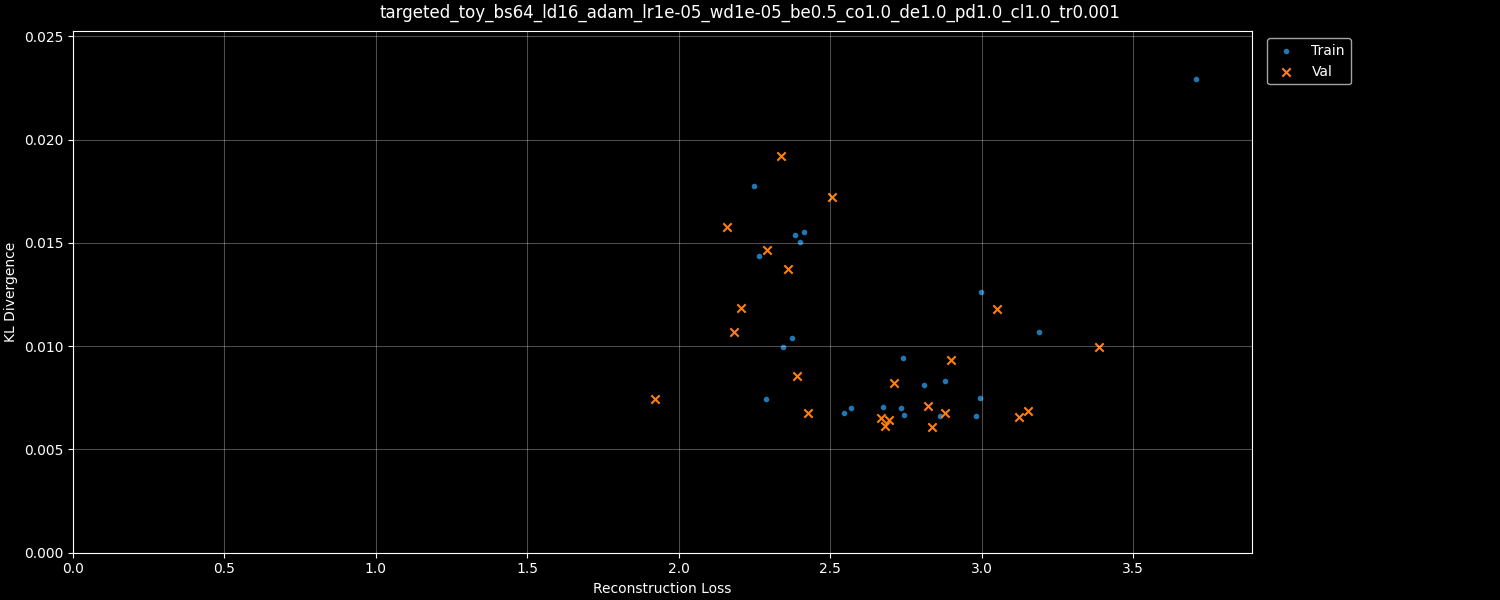 targeted_toy_bs64_ld16_adam_lr1e-05_wd1e-05_be0.5_co1.0_de1.0_pd1.0_cl1.0_tr0.001
Train
Val
0.025
0.020
0.015
0.010
0.005
0.000
KL Divergence
0.0 0.5 1.0 1.5 2.0 2.5 3.0 3.5
Reconstruction Loss